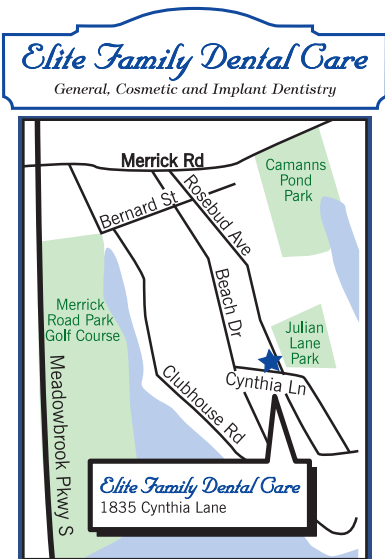 Elite Family Dental Care
General, Cosmetic and Implant Dentistry
Merrick Rd
Camanns
Pond
Park
Bernard St
Rosebud Ave
Beach Dr
Merrick
Road Park
Golf Course
Julian
Lane
Park
Meadowbrook Pkwy S
Clubhouse Rd
Cynthia Ln
Elite Family Dental Care
1835 Cynthia Lane